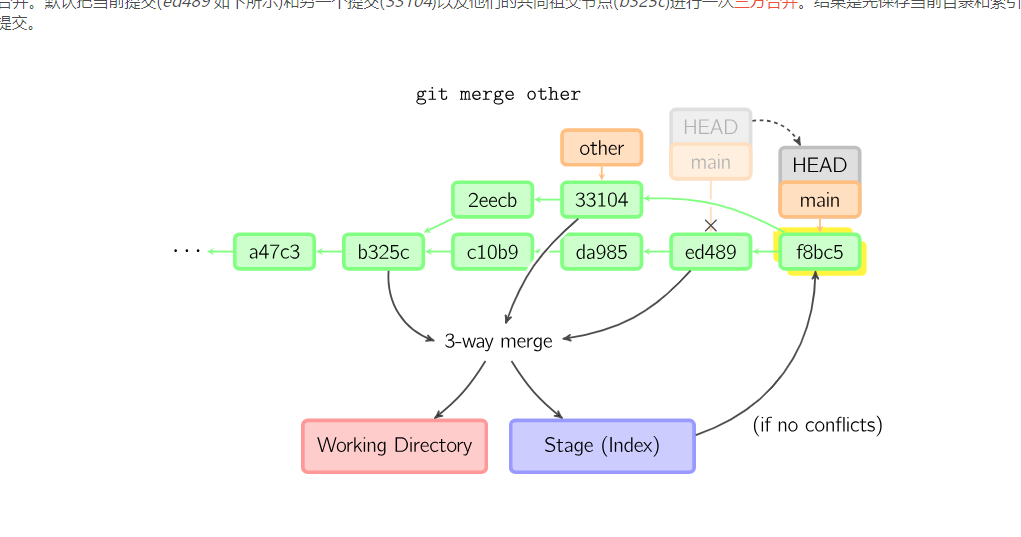 合并。默认把当前提交(ed489 如下所示)和另一个提交(33104)以及他们的共同祖父节点(b325c)进行一次三方合并。结果是先保存当前目录和索引
提交。
git merge other
HEAD
other
main
HEAD
2eecb
33104
main
··· a47c3
b325c
c10b9
da985
ed489
f8bc5
3-way merge
(if no conflicts)
Working Directory
Stage (Index)